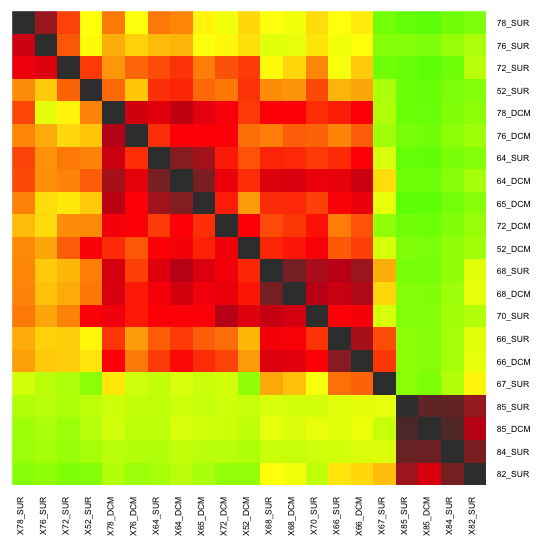 78_SUR
76_SUR
72_SUR
52_SUR
78_DCM
76_DCM
64_SUR
64_DCM
65_DCM
72_DCM
52_DCM
68_SUR
68_DCM
70_SUR
66_SUR
66_DCM
67_SUR
85_SUR
85_DCM
84_SUR
82_SUR
X78_SUR
X76_SUR
X72_SUR
X52_SUR
X78_DCM
X76_DCM
X64_SUR
X64_DCM
X65_DCM
X72_DCM
X52_DCM
X68_SUR
X68_DCM
X70_SUR
X66_SUR
X66_DCM
X67_SUR
X85_SUR
X85_DCM
X84_SUR
X82_SUR